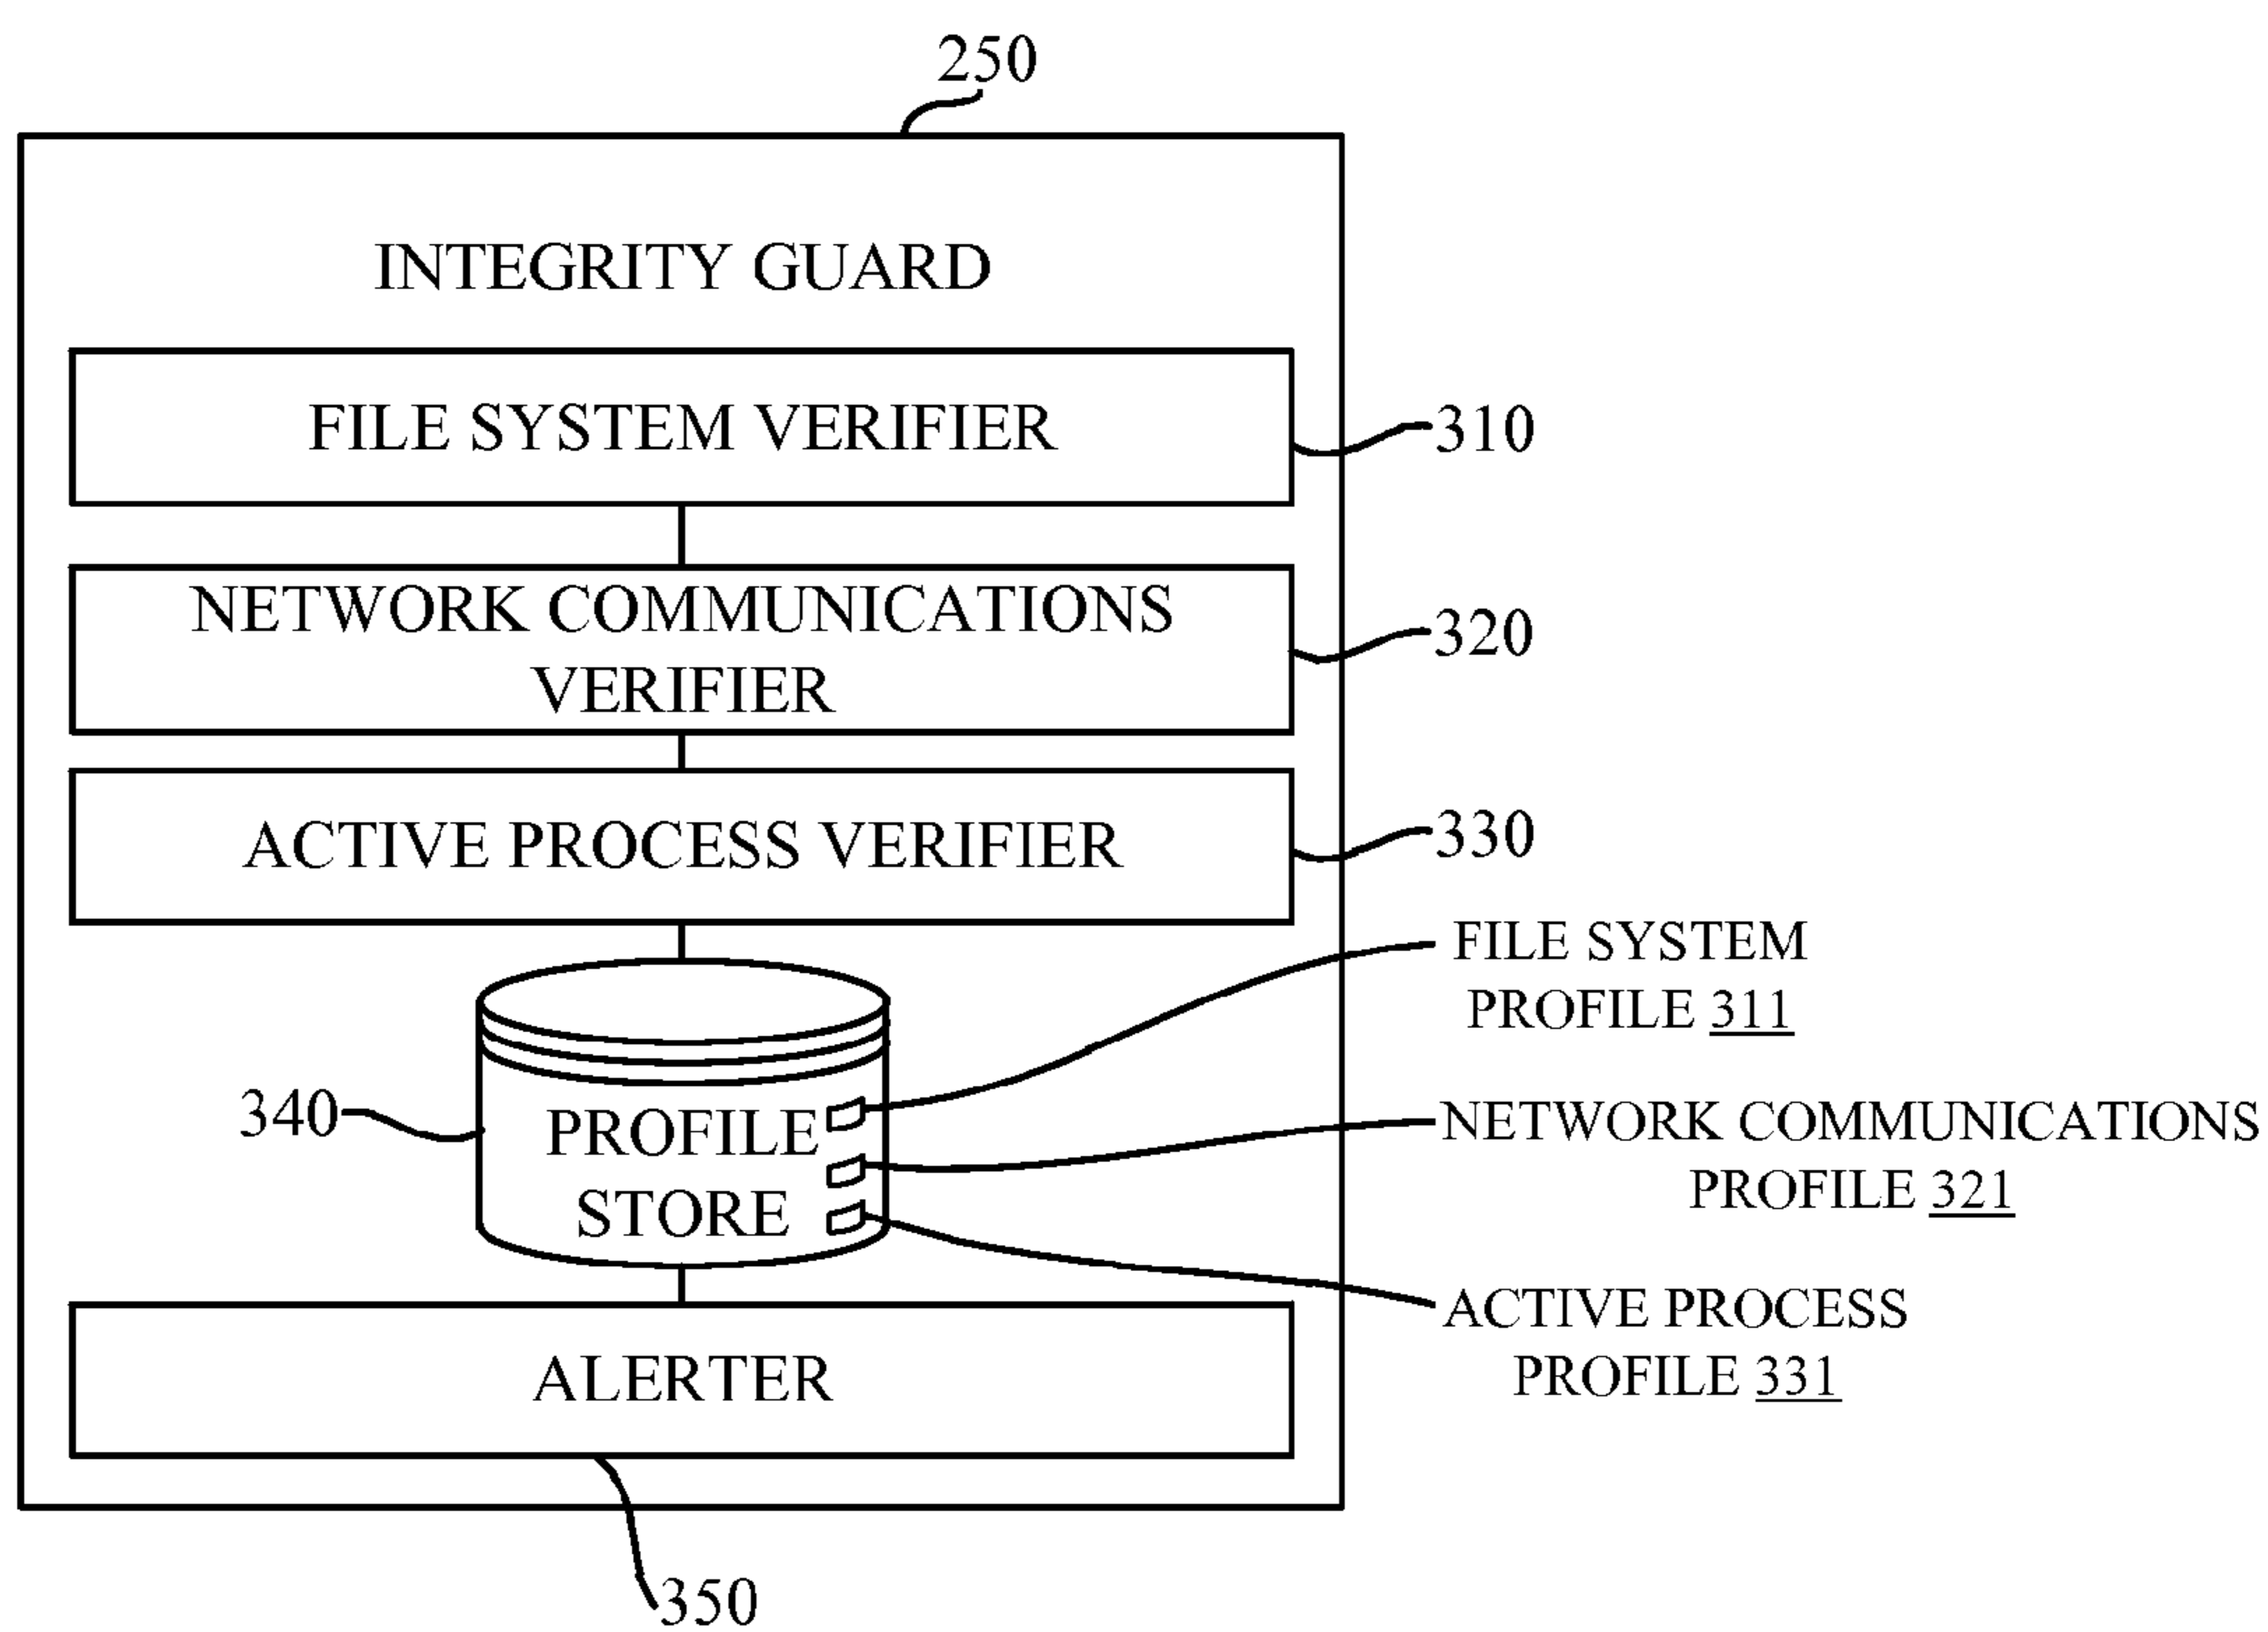 250
INTEGRITY GUARD
FILE SYSTEM VERIFIER
310
NETWORK COMMUNICATIONS
VERIFIER
320
ACTIVE PROCESS VERIFIER
330
FILE SYSTEM
PROFILE 311
340
PROFILE
STORE
NETWORK COMMUNICATIONS
PROFILE 321
ACTIVE PROCESS
PROFILE 331
ALERTER
350